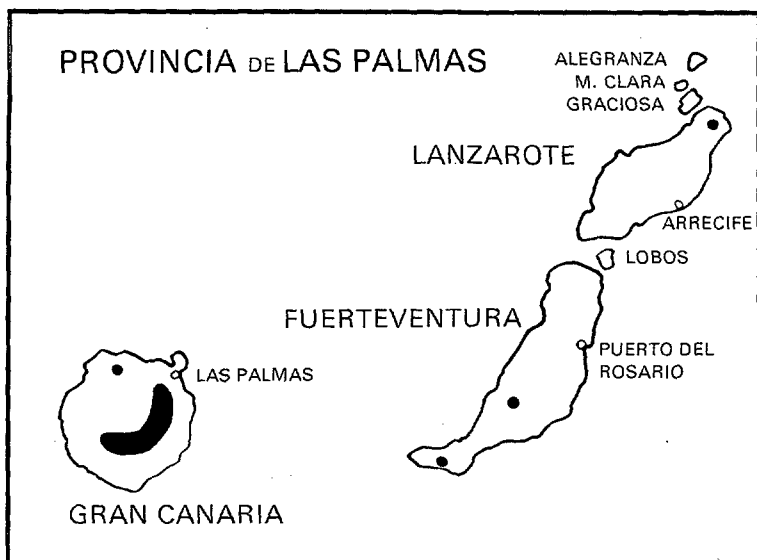 PROVINCIA DE LAS PALMAS
ALEGRANZA
M. CLARA
GRACIOSA
LANZAROTE
ARRECIFE
LOBOS
FUERTEVENTURA
PUERTO DEL
ROSARIO
LAS PALMAS
GRAN CANARIA